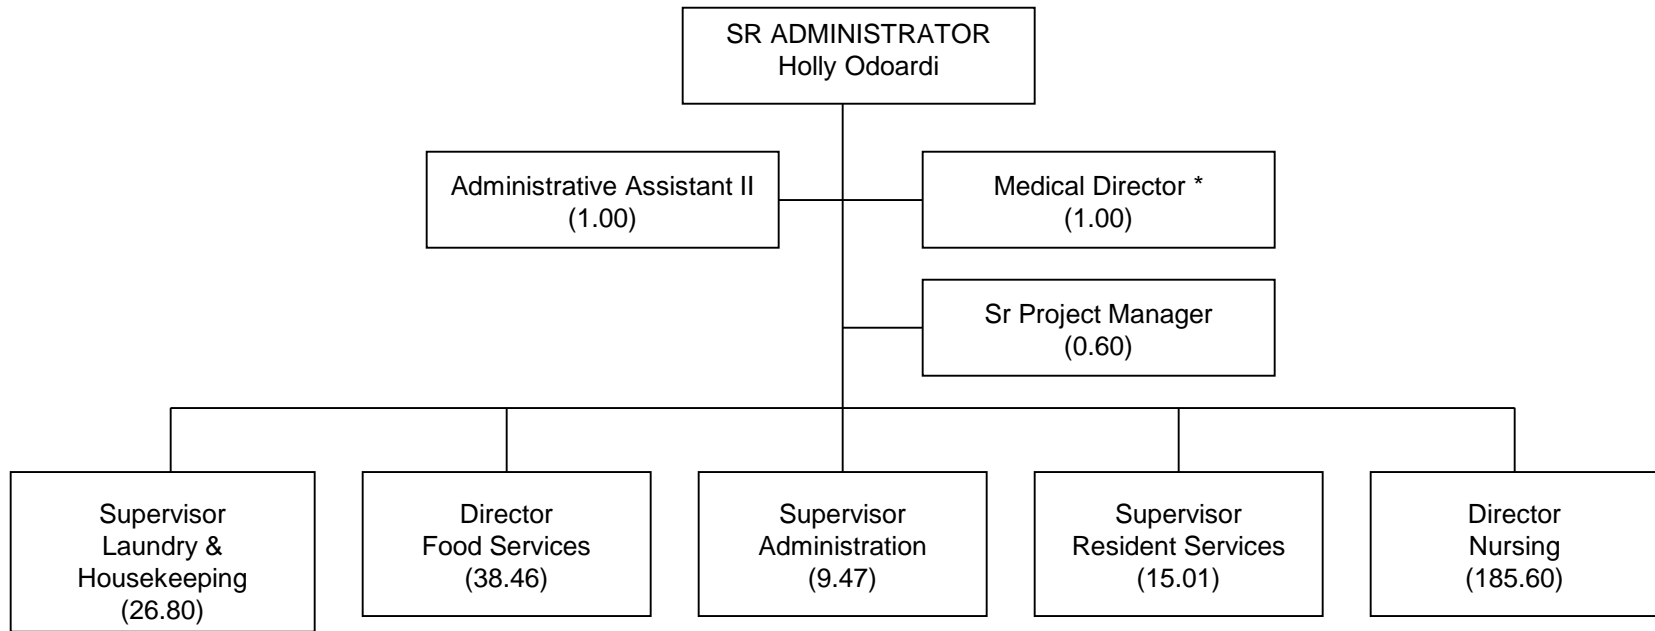 SR ADMINISTRATOR
Holly Odoardi
Administrative Assistant II
(1.00)
Medical Director *
(1.00)
Sr Project Manager
(0.60)
Supervisor
Laundry &
Housekeeping
(26.80)
Director
Food Services
(38.46)
Supervisor
Administration
(9.47)
Supervisor
Resident Services
(15.01)
Director
Nursing
(185.60)